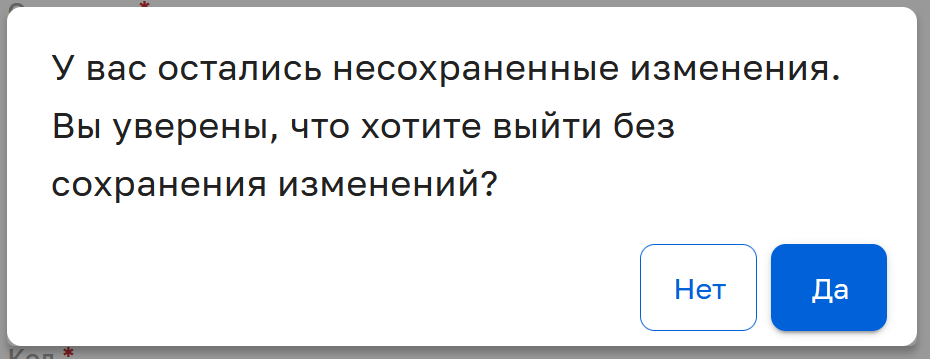 У вас остались несохраненные изменения.
Вы уверены, что хотите выйти без
сохранения изменений?
Нет Да
*